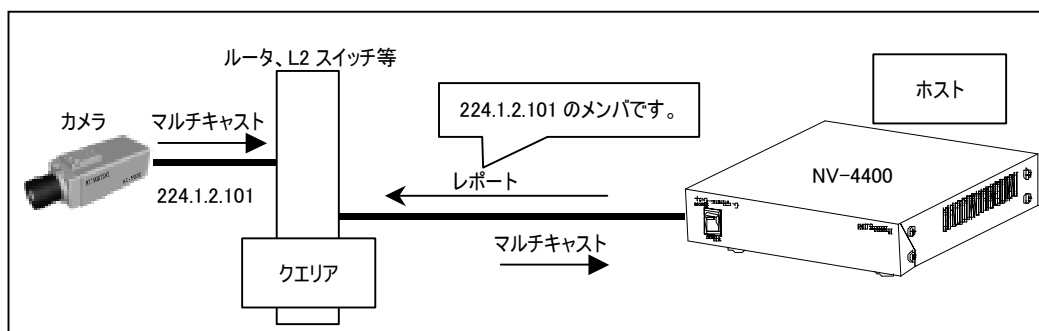 ルータ、L2 スイッチ等
ホスト
224.1.2.101 のメンバです。
カメラ
マルチキャスト
レポート
NV-4400
224.1.2.101
マルチキャスト
クエリア